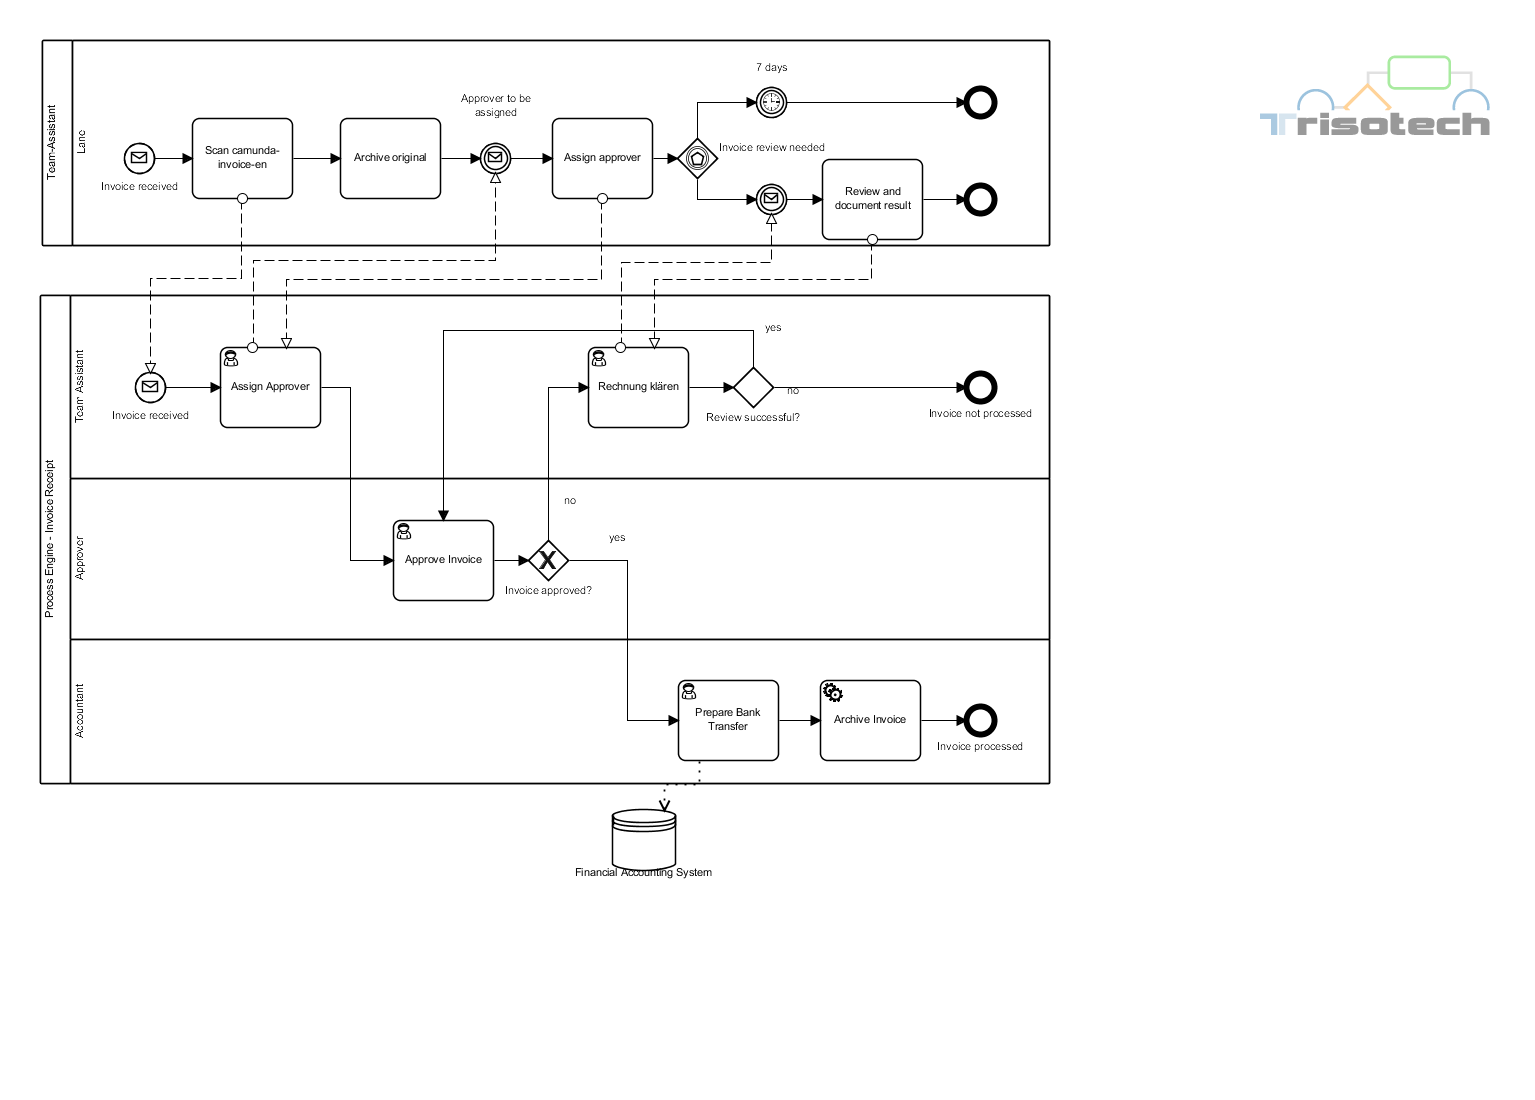 7 days
Approver to be
assigned
Trisotech
Team-Assistant
Lane
Scan camunda-
invoice-en
Archive original
Assign approver
Invoice review needed
Invoice received
Review and
document result
yes
Team Assistant
Assign Approver
Rechnung klären
no
Invoice received
Review successful?
Invoice not processed
Process Engine - Invoice Receipt
no
yes
Approver
Approve Invoice
Invoice approved?
Accountant
Prepare Bank
Transfer
Archive Invoice
Invoice processed
Financial Accounting System